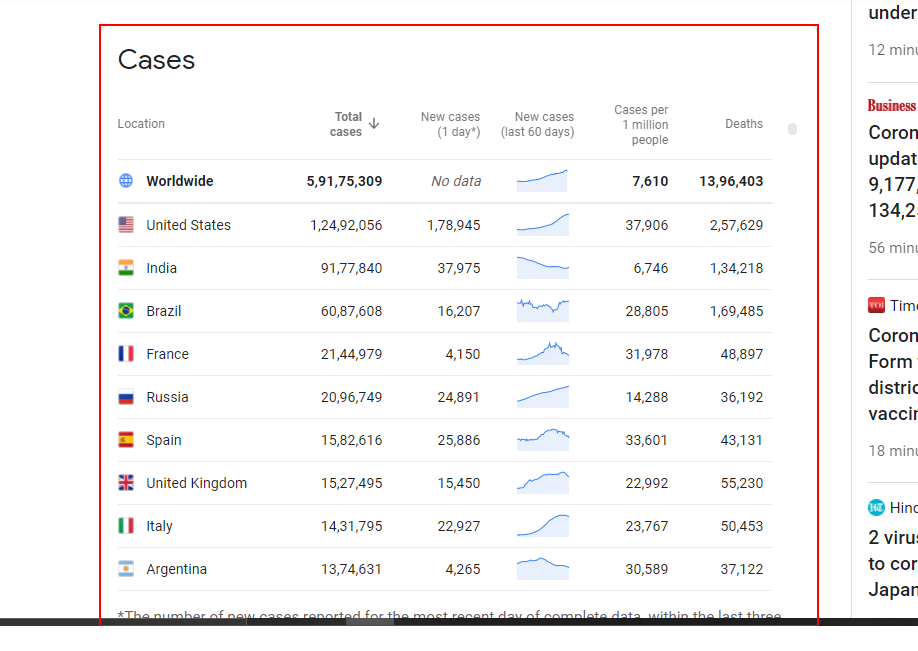 Cases
Location
Total cases
New cases (1 day*)
New cases (last 60 days)
Cases per 1 million people
Deaths
Worldwide 5,91,75,309 No data 7,610 13,96,403
United States 1,24,92,056 1,78,945 37,906 2,57,629
India 91,77,840 37,975 6,746 1,34,218
Brazil 60,87,608 16,207 28,805 1,69,485
France 21,44,979 4,150 31,978 48,897
Russia 20,96,749 24,891 14,288 36,192
Spain 15,82,616 25,886 33,601 43,131
United Kingdom 15,27,495 15,450 22,992 55,230
Italy 14,31,795 22,927 23,767 50,453
Argentina 13,74,631 4,265 30,589 37,122
*The number of new cases reported for the most recent day of complete data, within the last three
under
12 minu
Business
Coron
updat
9,177,
134,2
56 minu
TOI Time
Coron
Form
distric
vaccin
18 minu
HT Hind
2 virus
to cor
Japan